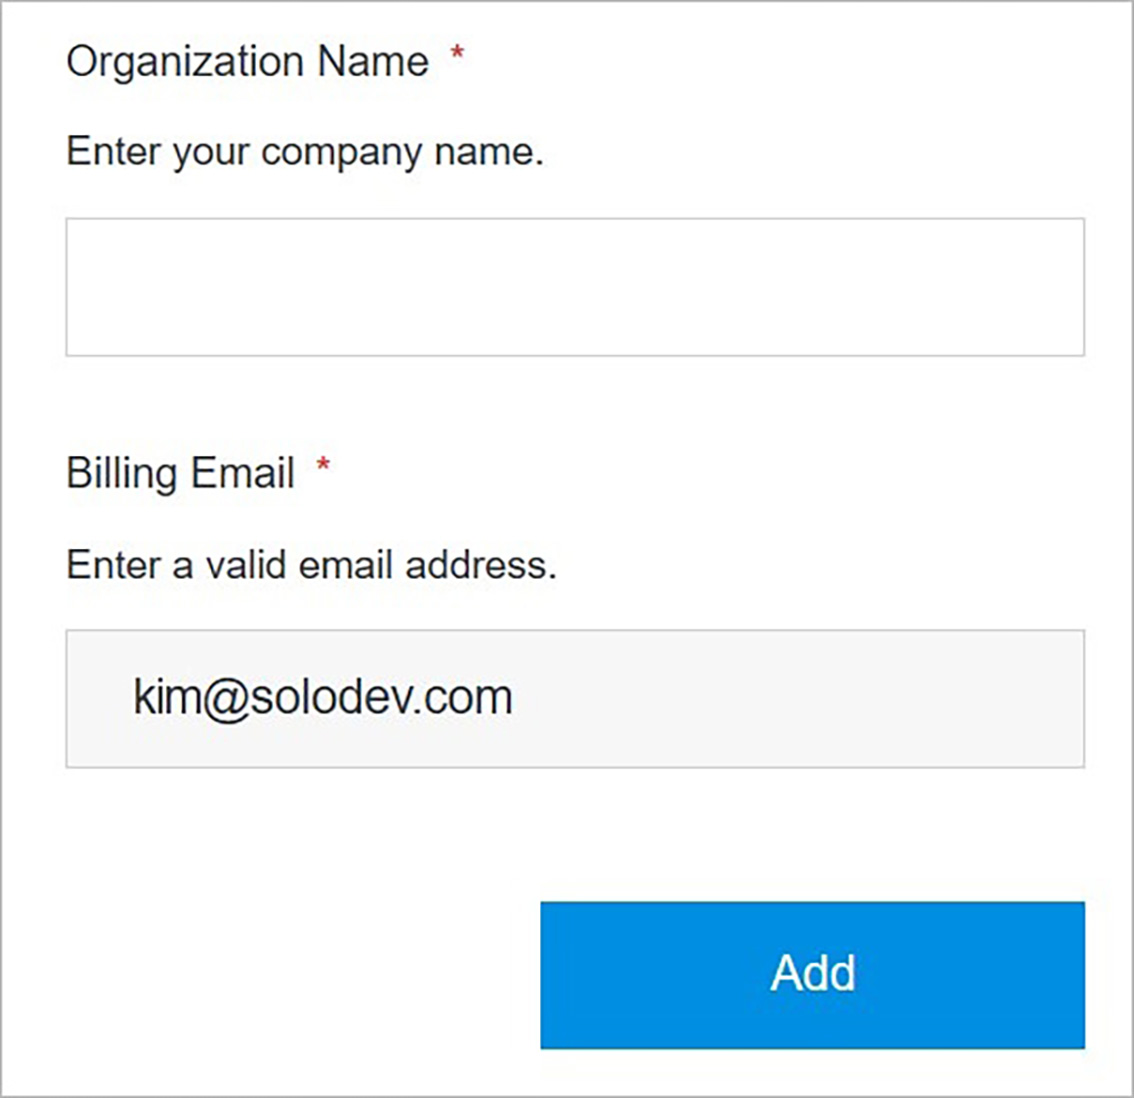 Organization Name *
Enter your company name.
Billing Email *
Enter a valid email address.
kim@solodev.com
Add